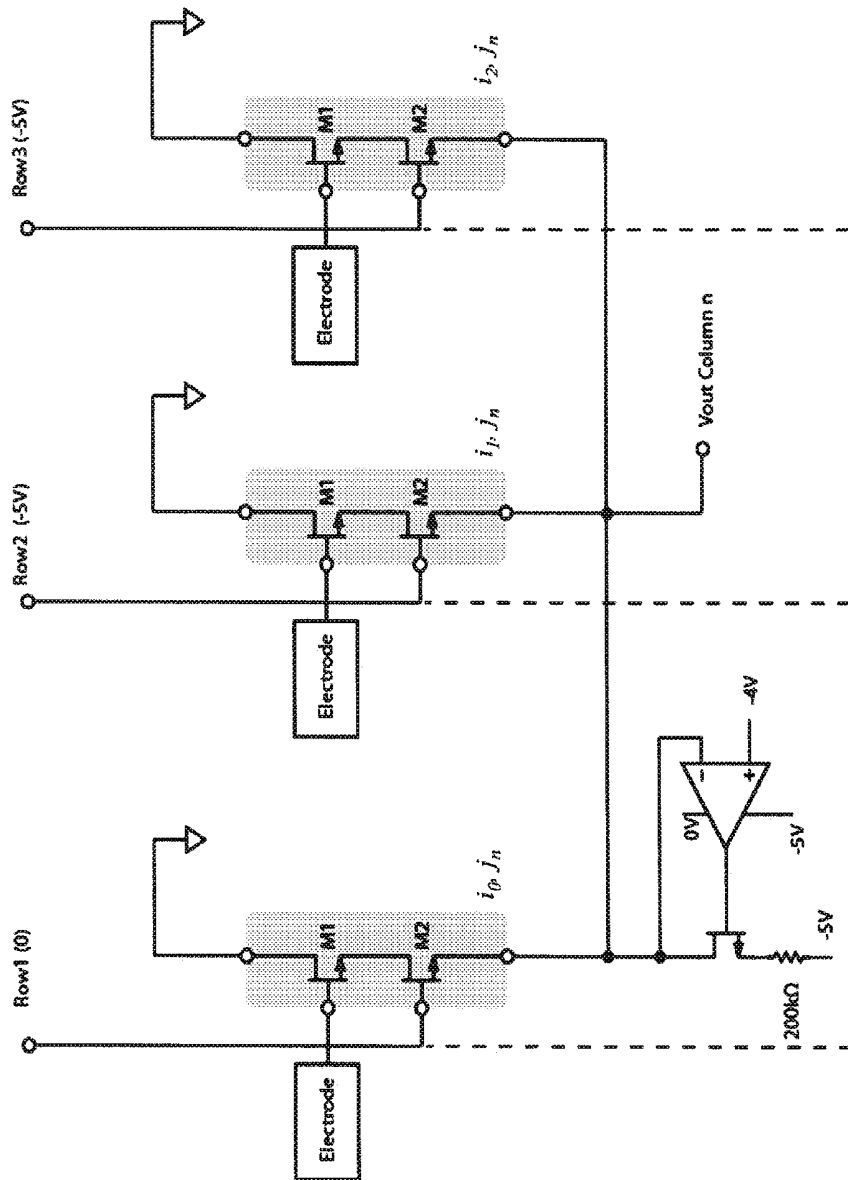 Row1 (0)
Row2 (-5V)
Row3 (-5V)
Electrode
M1
M2
i0, jn
Electrode
M1
M2
i1, jn
Electrode
M1
M2
i2, jn
0V
-
+
-4V
-5V
200kΩ
-5V
Vout Column n